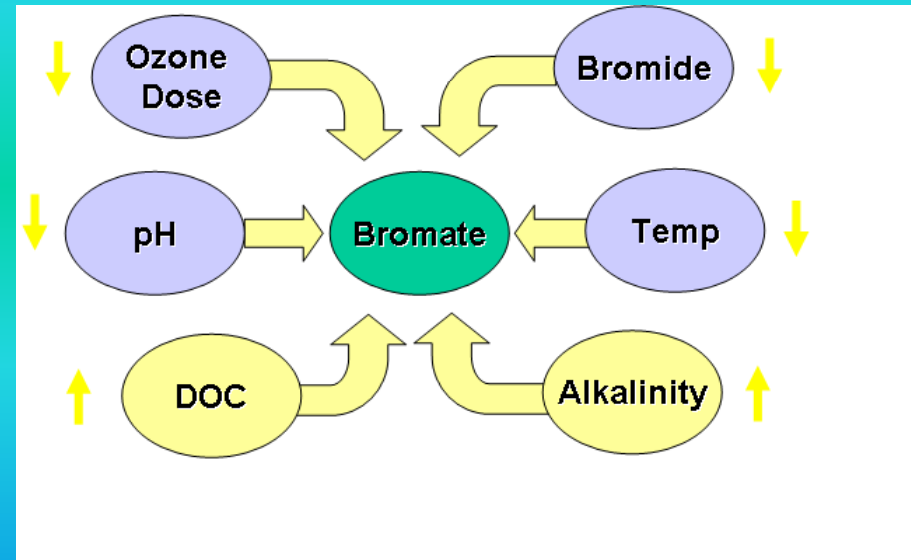 Ozone
Dose
Bromide
pH
Bromate
Temp
DOC
Alkalinity